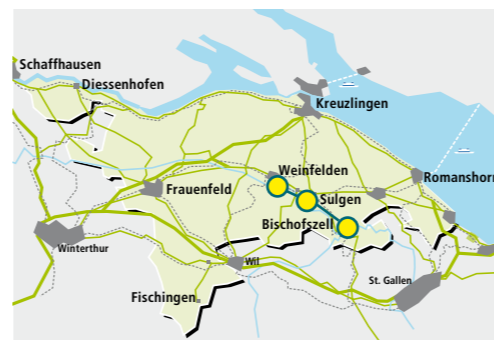 Schaffhausen
Diessenhofen
Kreuzlingen
Weinfelden
Romanshorn
Frauenfeld
Sulgen
Bischofszell
Winterthur
Wil
St. Gallen
Fischingen